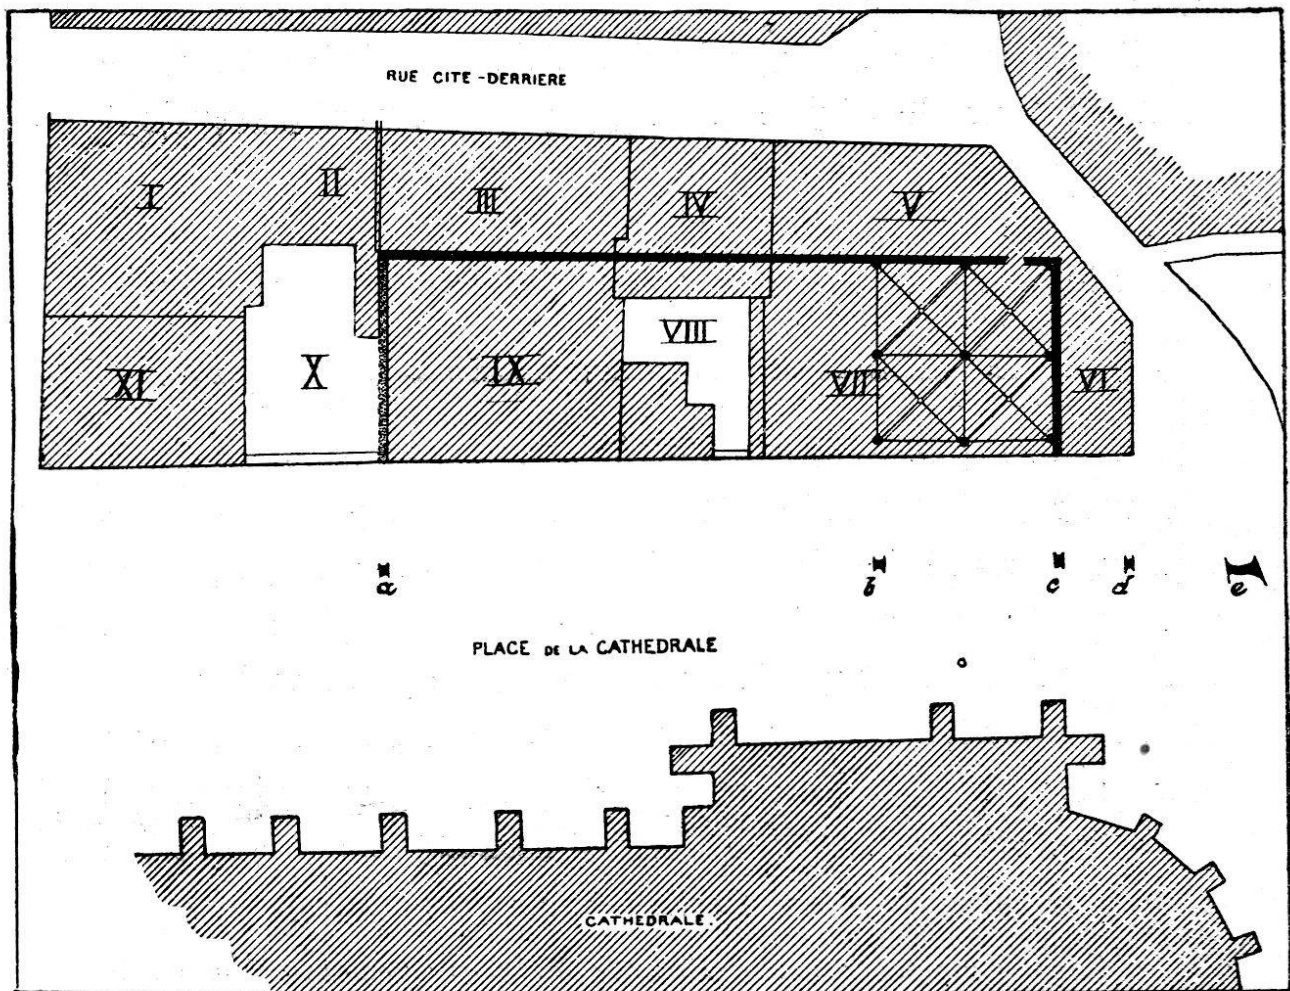 RUE CITE-DERRIERE
I
II
III
IV
V
VIII
X
IX
XI
VII
VI
a
b
c
d
e
PLACE DE LA CATHEDRALE
CATHEDRALE.